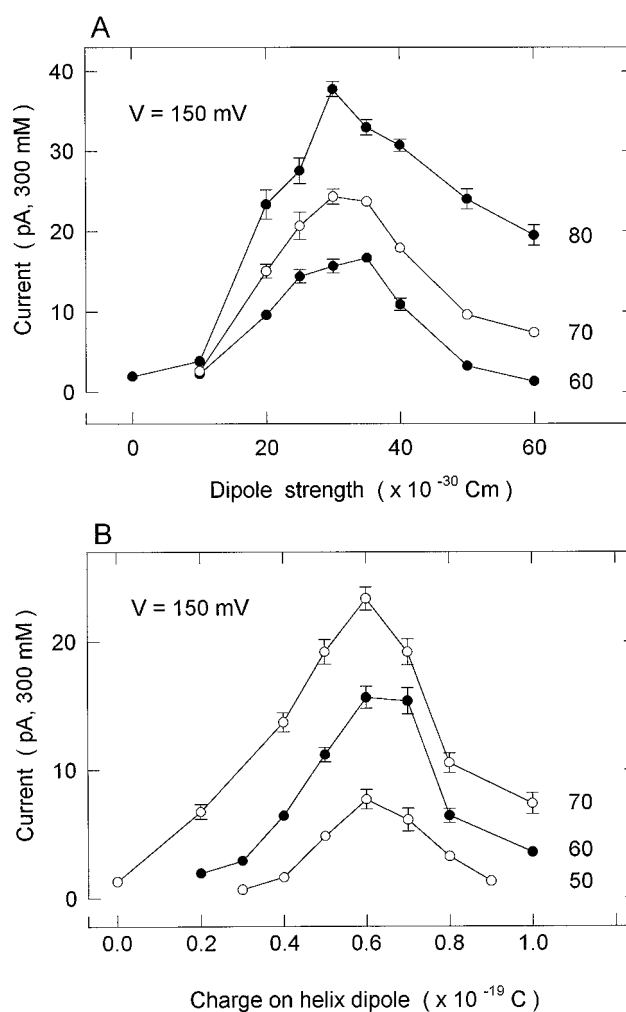 A
V = 150 mV
40
30
20
10
0
80
70
60
Current ( pA, 300 mM )
0 20 40 60
Dipole strength ( x 10 -30 Cm )
B
V = 150 mV
20
10
0
70
60
50
Current ( pA, 300 mM )
0.0 0.2 0.4 0.6 0.8 1.0
Charge on helix dipole ( x 10 -19 C )